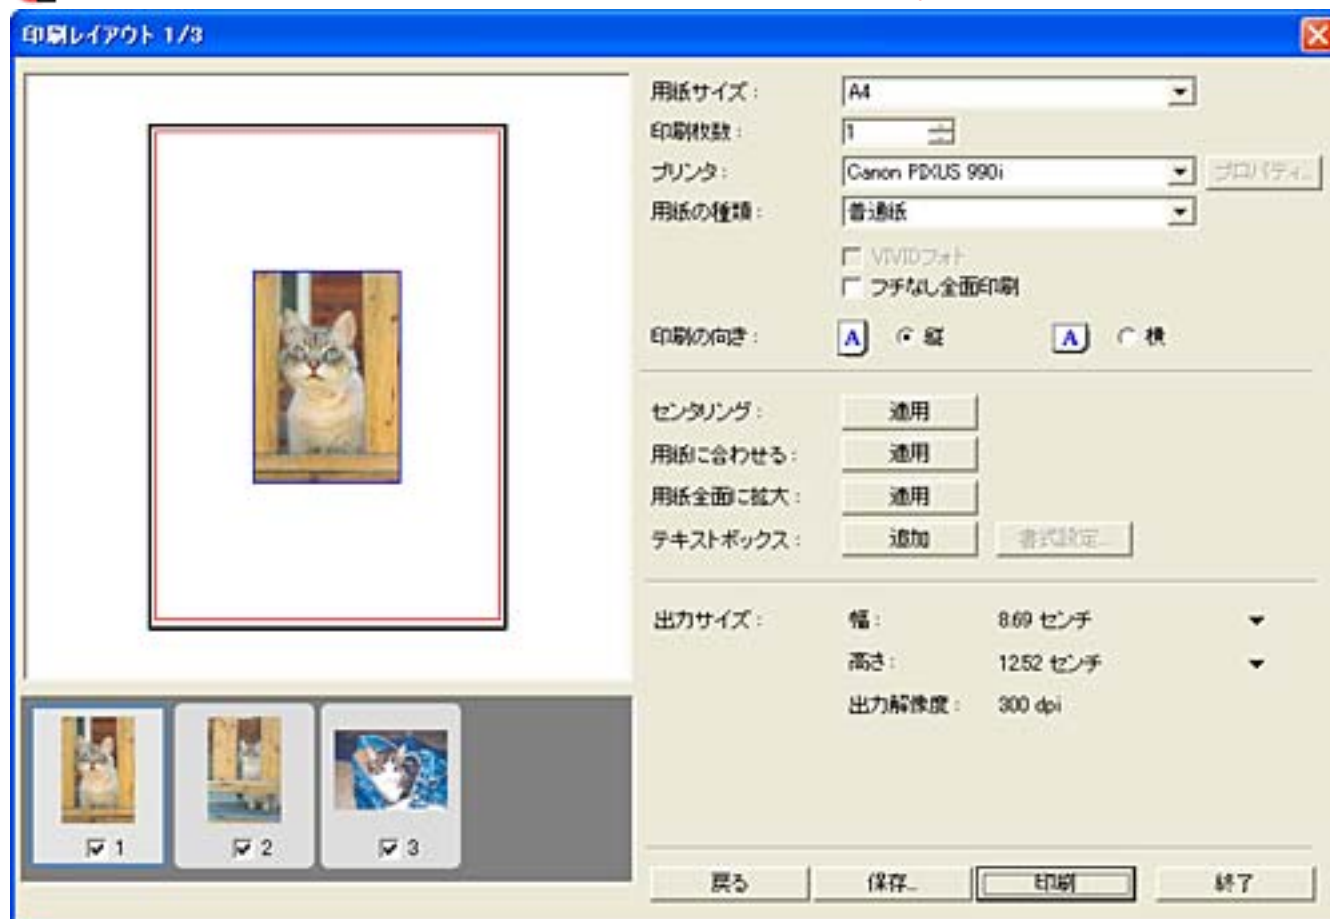 印刷レイアウト 1/3
用紙サイズ: A4
印刷枚数: 1
プリンタ: Canon PIXUS 990i プロパティ...
用紙の種類: 普通紙
VIVIDフォト
フチなし全面印刷
印刷の向き: A 縦 A 横
センタリング: 適用
用紙に合わせる: 適用
用紙全面に拡大: 適用
テキストボックス: 追加 書式設定...
出力サイズ: 幅: 8.69 センチ
高さ: 12.52 センチ
出力解像度: 300 dpi
1 2 3
戻る 保存... 印刷 終了